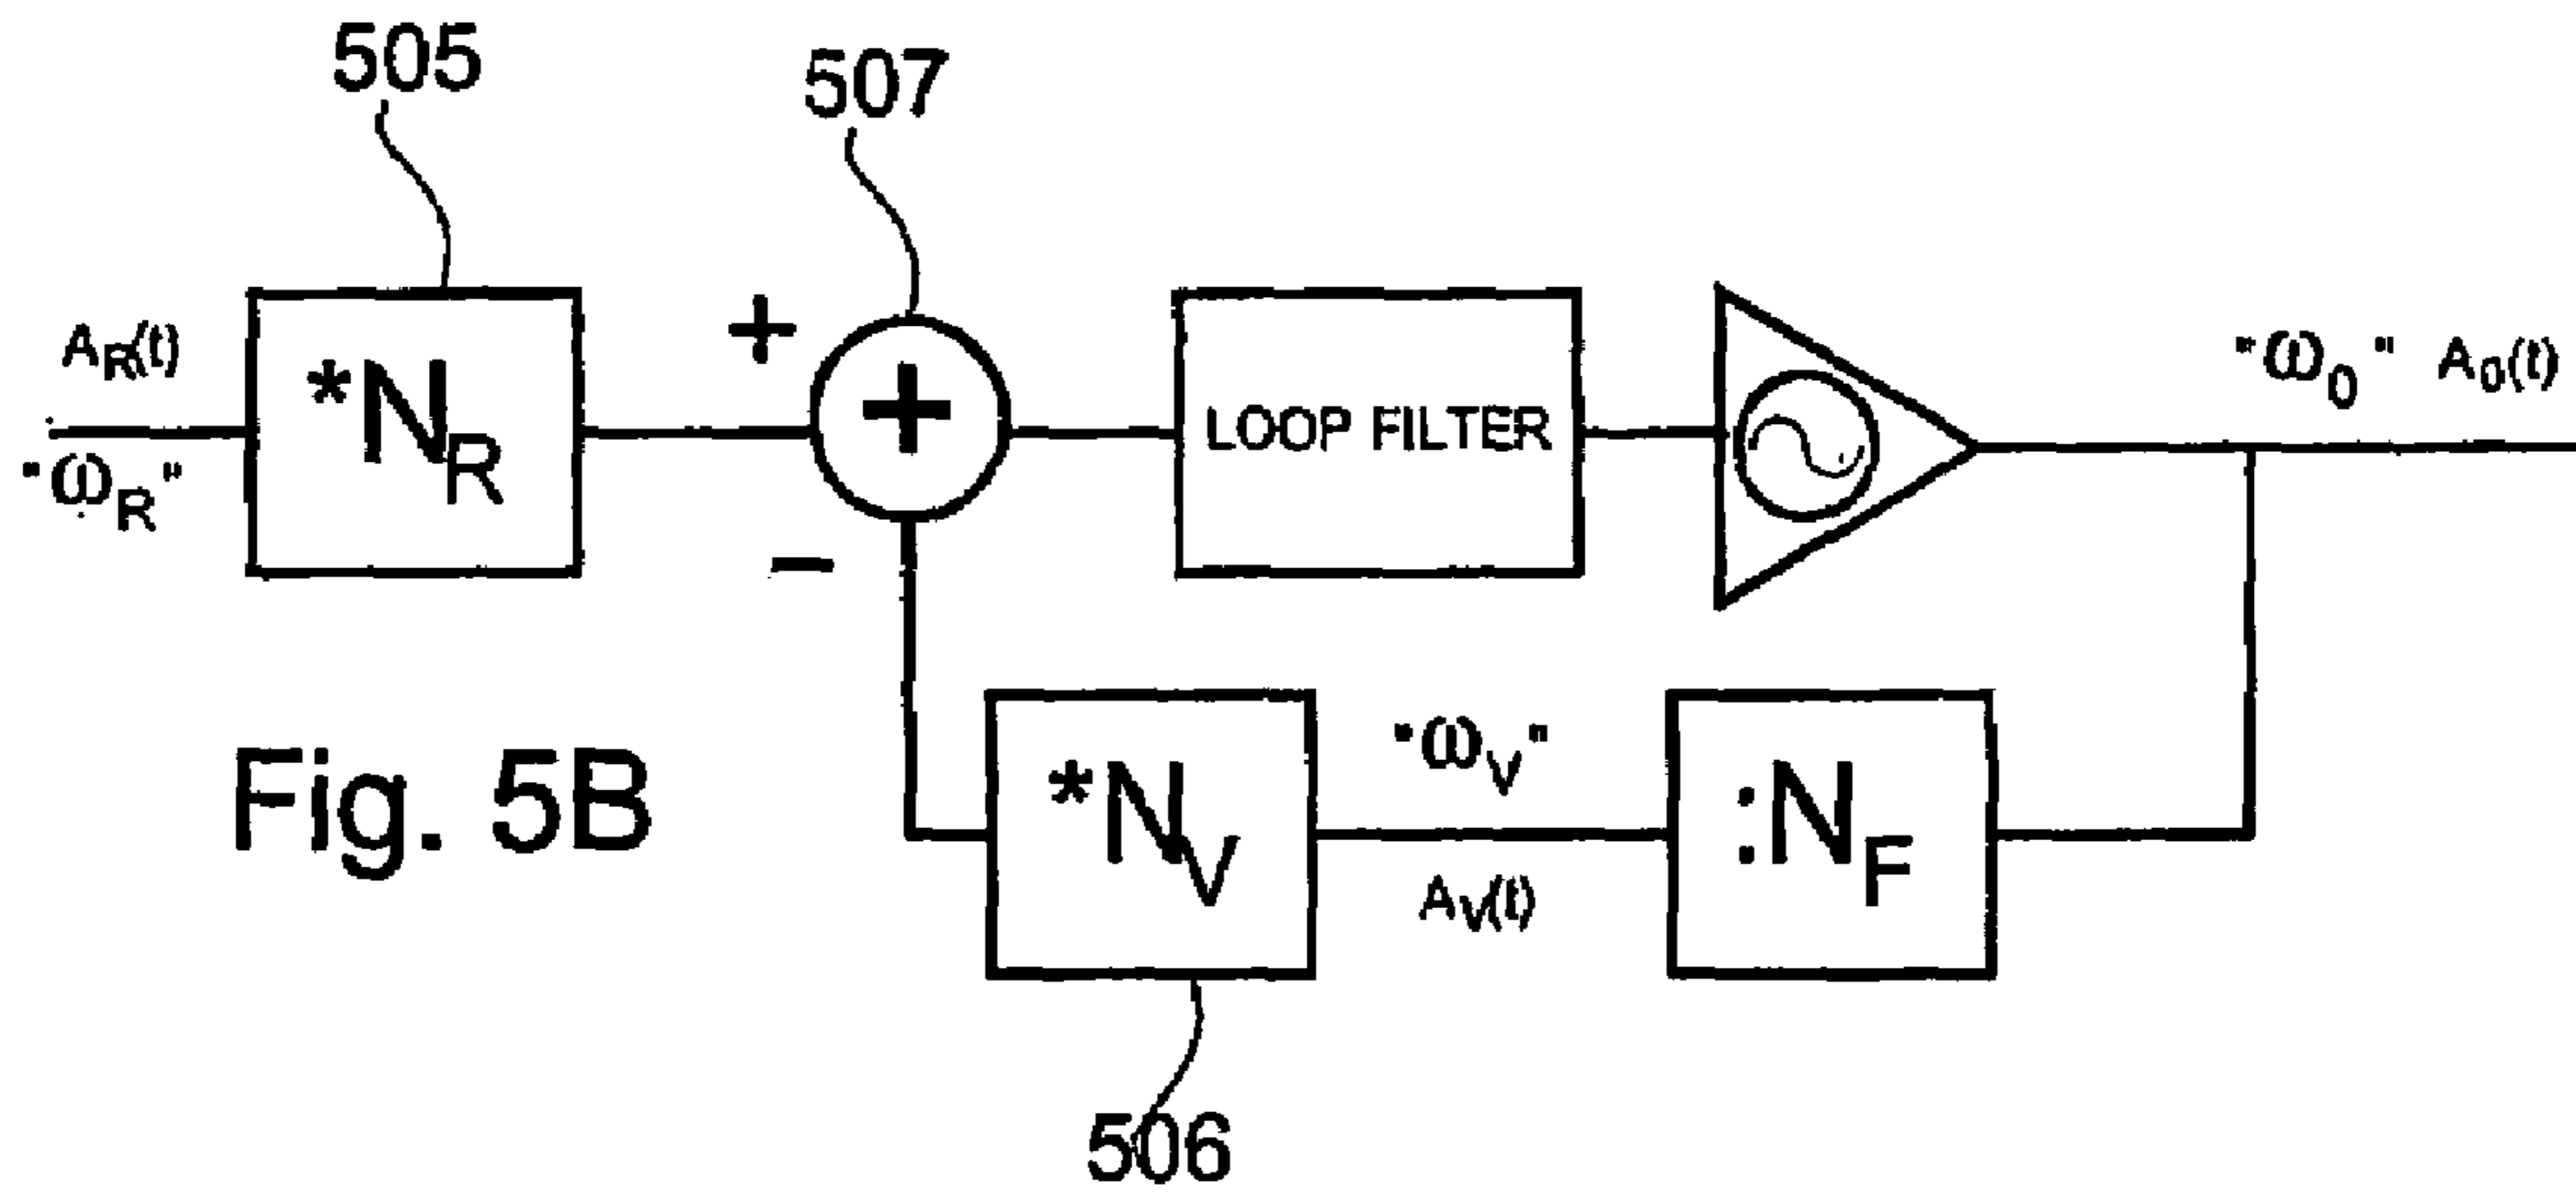 505
507
A_R(t)
"ω_R"
*N_R
+
+
−
LOOP FILTER
"ω_0" A_0(t)
Fig. 5B
*N_V
"ω_V"
A_V(t)
:N_F
506